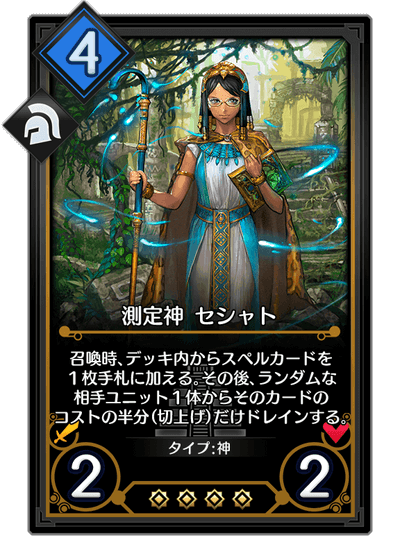 4
測定神 セシャト
召喚時、デッキ内からスペルカードを
1枚手札に加える。その後、ランダムな
相手ユニット1体からそのカードの
コストの半分(切上げ)だけドレインする。
タイプ:神
2 2